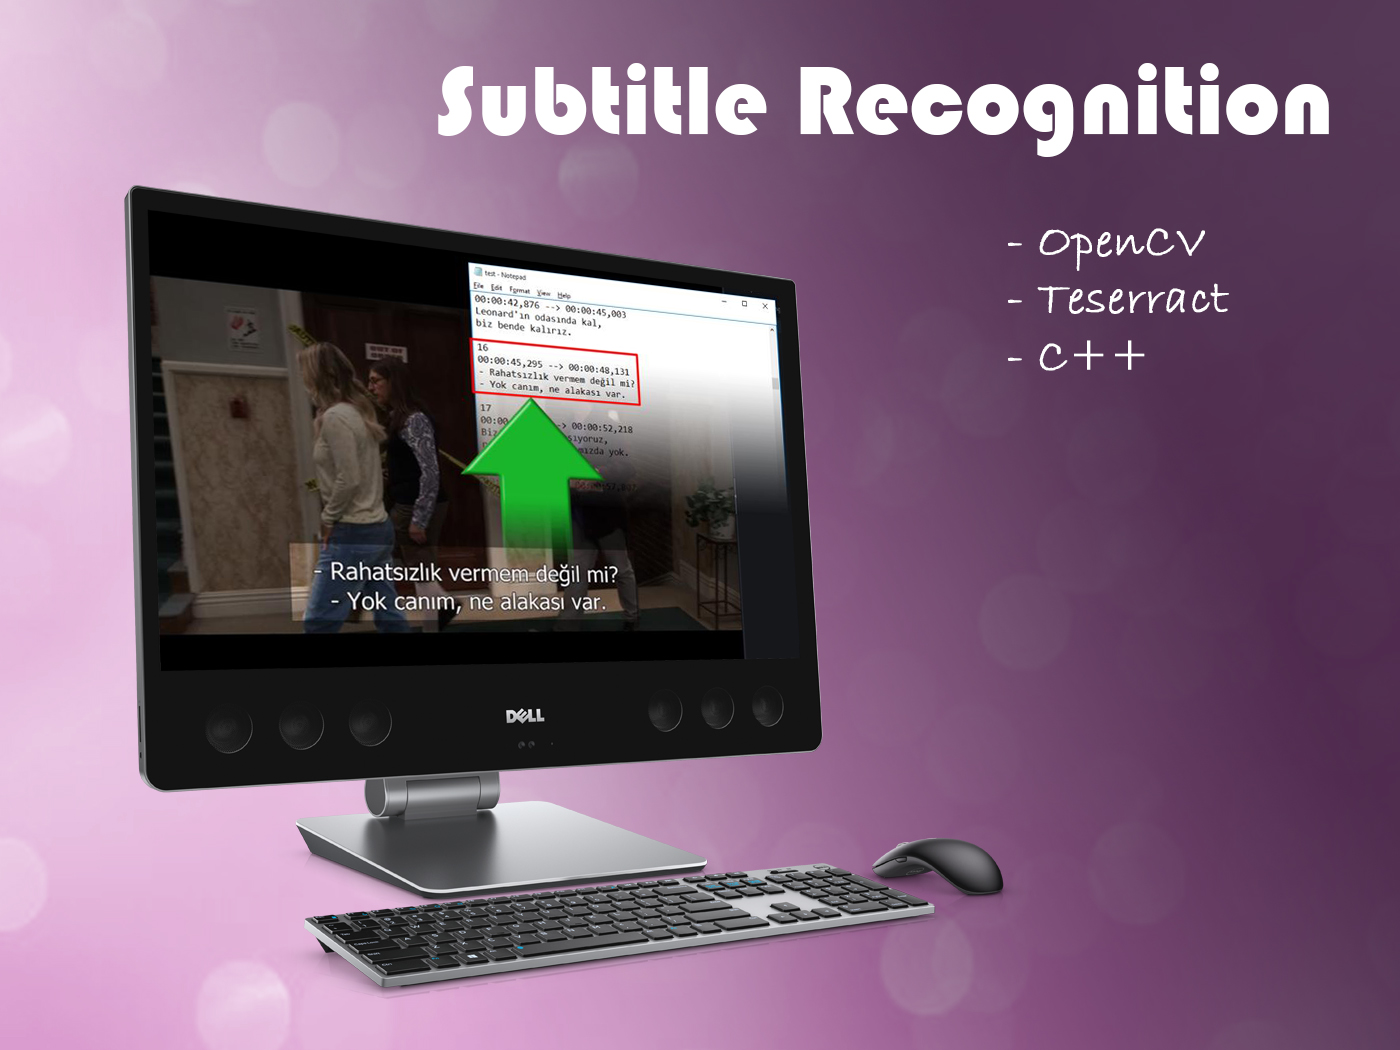 Subtitle Recognition
- OpenCV
- Teserract
- C++
test - Notepad
File Edit Format View Help
00:00:42,876 --> 00:00:45,003
Leonard'ın odasında kal,
biz bende kalırız.
16
00:00:45,295 --> 00:00:48,131
- Rahatsızlık vermem değil mi?
- Yok canım, ne alakası var.
17
--> 00:00:52,218
- Rahatsızlık vermem değil mi?
- Yok canım, ne alakası var.
DELL